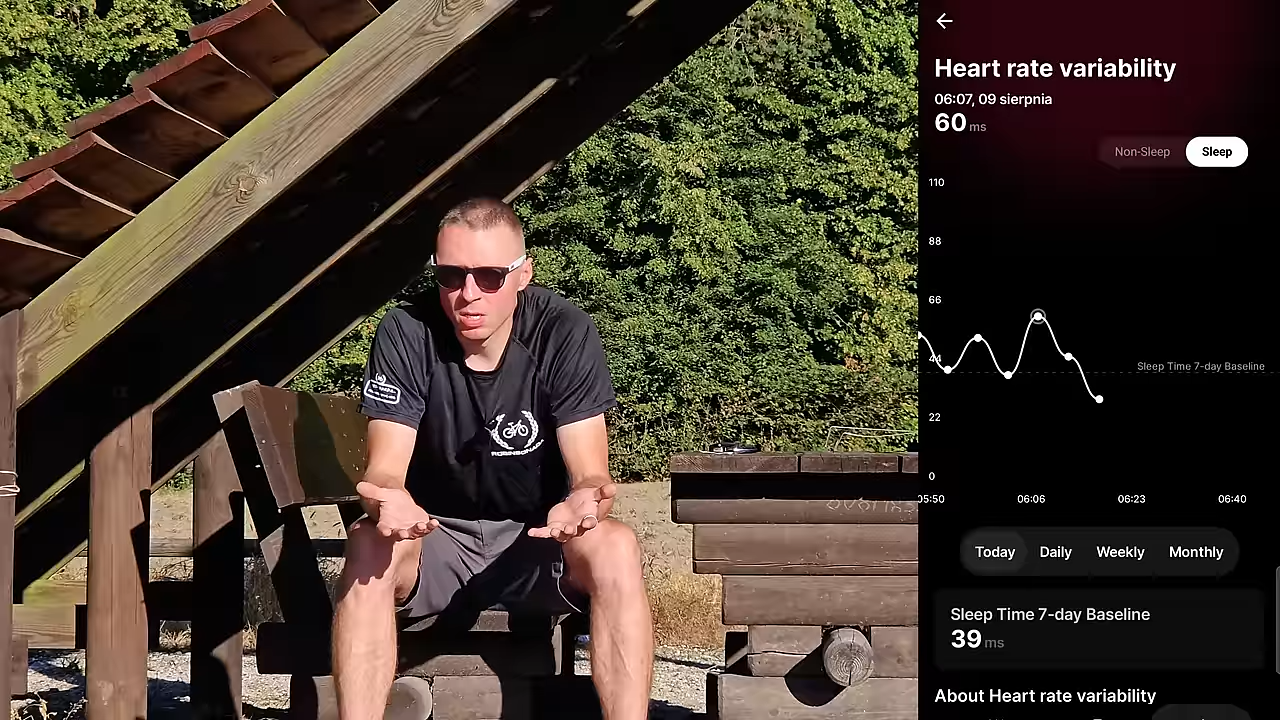 Heart rate variability
06:07, 09 sierpnia
60 ms
Non-Sleep
Sleep
110
88
66
44
Sleep Time 7-day Baseline
22
0
05:50
06:06
06:23
06:40
Today
Daily
Weekly
Monthly
Sleep Time 7-day Baseline
39 ms
About Heart rate variability